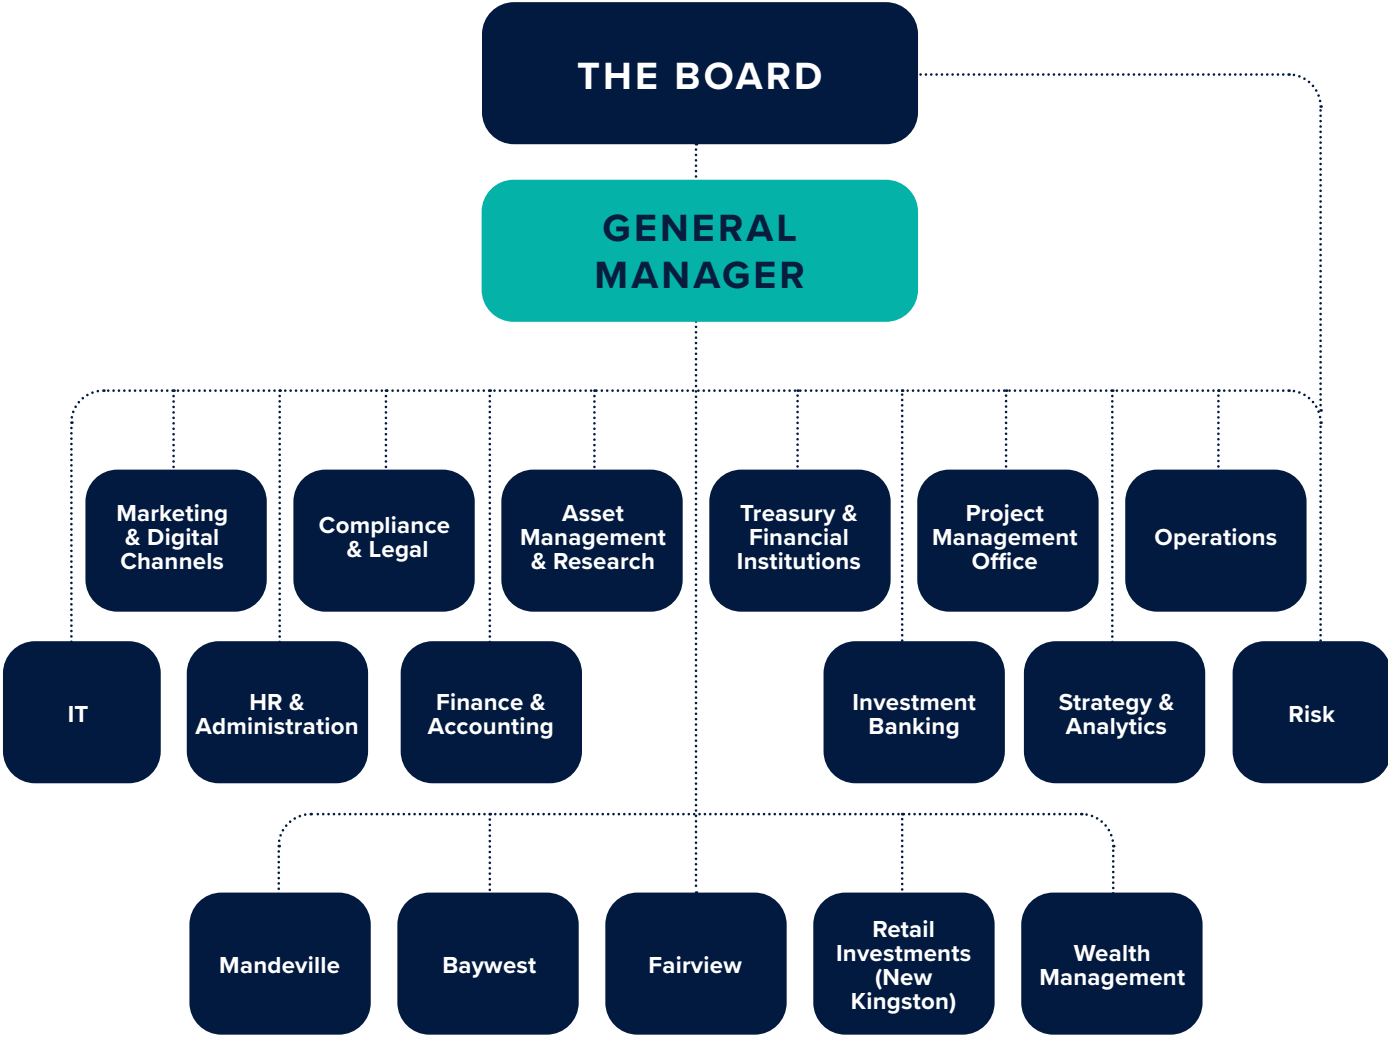 THE BOARD
GENERAL
MANAGER
Marketing
& Digital
Channels
Compliance
& Legal
Asset
Management
& Research
Treasury &
Financial
Institutions
Project
Management
Office
Operations
IT
HR &
Administration
Finance &
Accounting
Investment
Banking
Strategy &
Analytics
Risk
Mandeville
Baywest
Fairview
Retail
Investments
(New
Kingston)
Wealth
Management